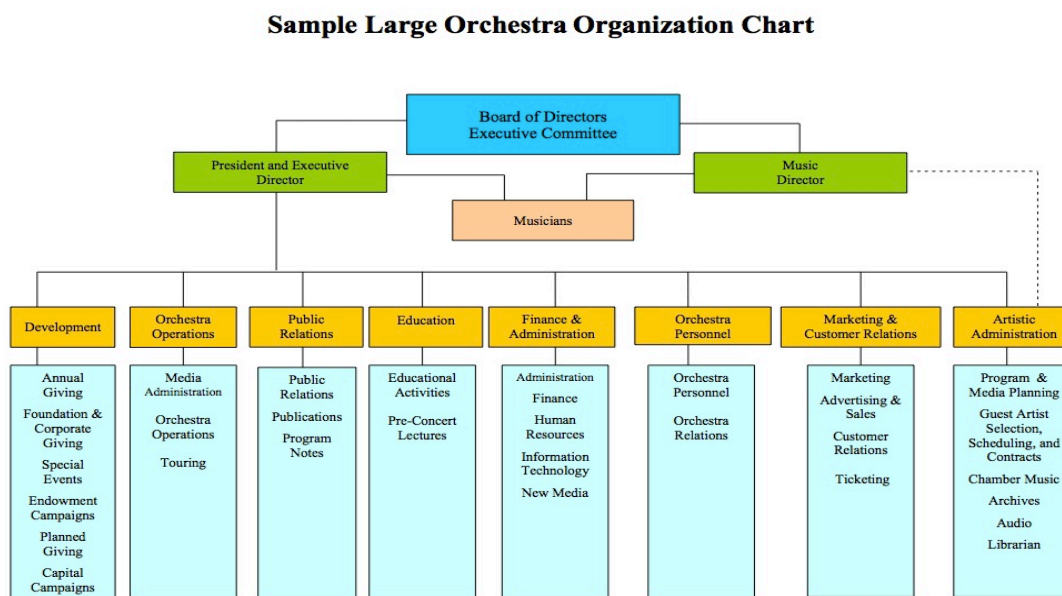 Sample Large Orchestra Organization Chart
Board of Directors
Executive Committee
President and Executive
Director
Music
Director
Musicians
Development
Orchestra
Operations
Public
Relations
Education
Finance &
Administration
Orchestra
Personnel
Marketing &
Customer Relations
Artistic
Administration
Annual
Giving
Foundation &
Corporate
Giving
Special
Events
Endowment
Campaigns
Planned
Giving
Capital
Campaigns
Media
Administration
Orchestra
Operations
Touring
Public
Relations
Publications
Program
Notes
Educational
Activities
Pre-Concert
Lectures
Administration
Finance
Human
Resources
Information
Technology
New Media
Orchestra
Personnel
Orchestra
Relations
Marketing
Advertising &
Sales
Customer
Relations
Ticketing
Program &
Media Planning
Guest Artist
Selection,
Scheduling, and
Contracts
Chamber Music
Archives
Audio
Librarian